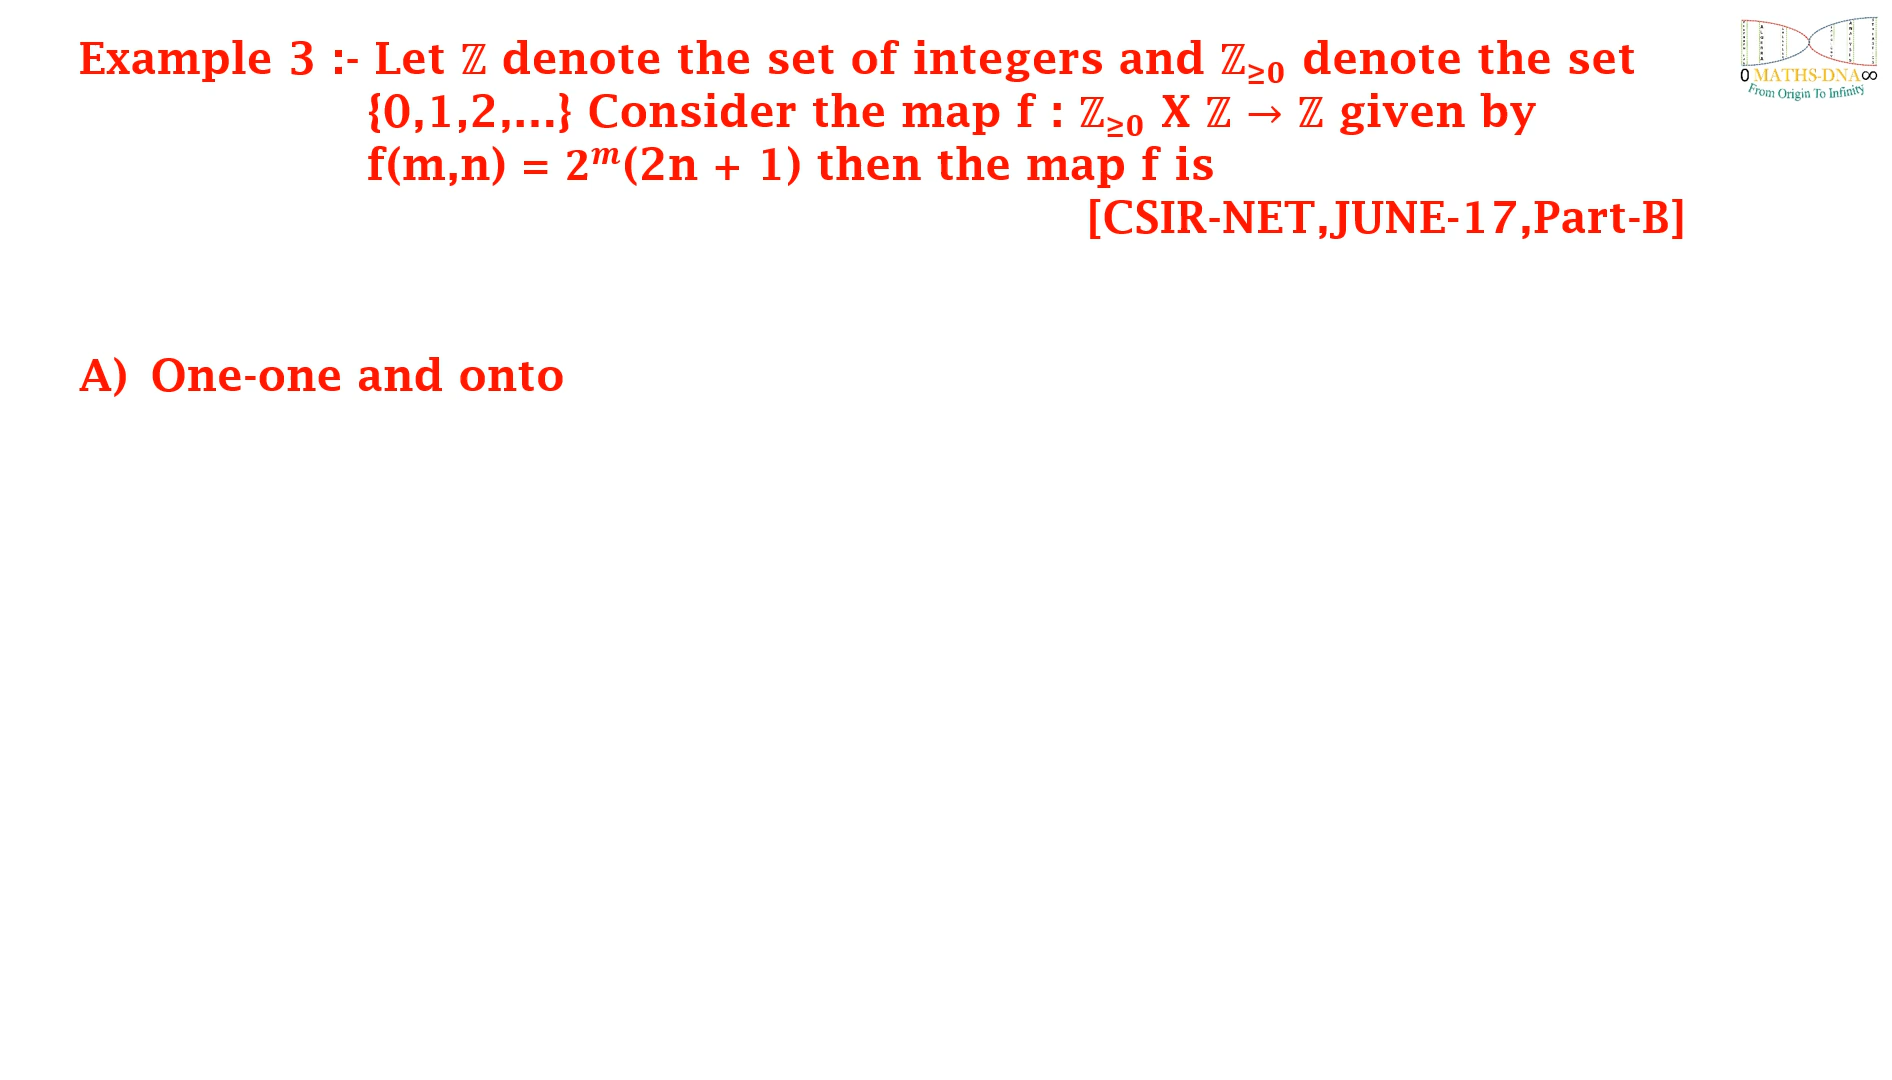 Example 3 :- Let ℤ denote the set of integers and ℤ≥0 denote the set
{0,1,2,...} Consider the map f : ℤ≥0 X ℤ → ℤ given by
f(m,n) = 2^m(2n + 1) then the map f is
[CSIR-NET,JUNE-17,Part-B]
A) One-one and onto
0 MATHS-DNA∞
From Origin To Infinity